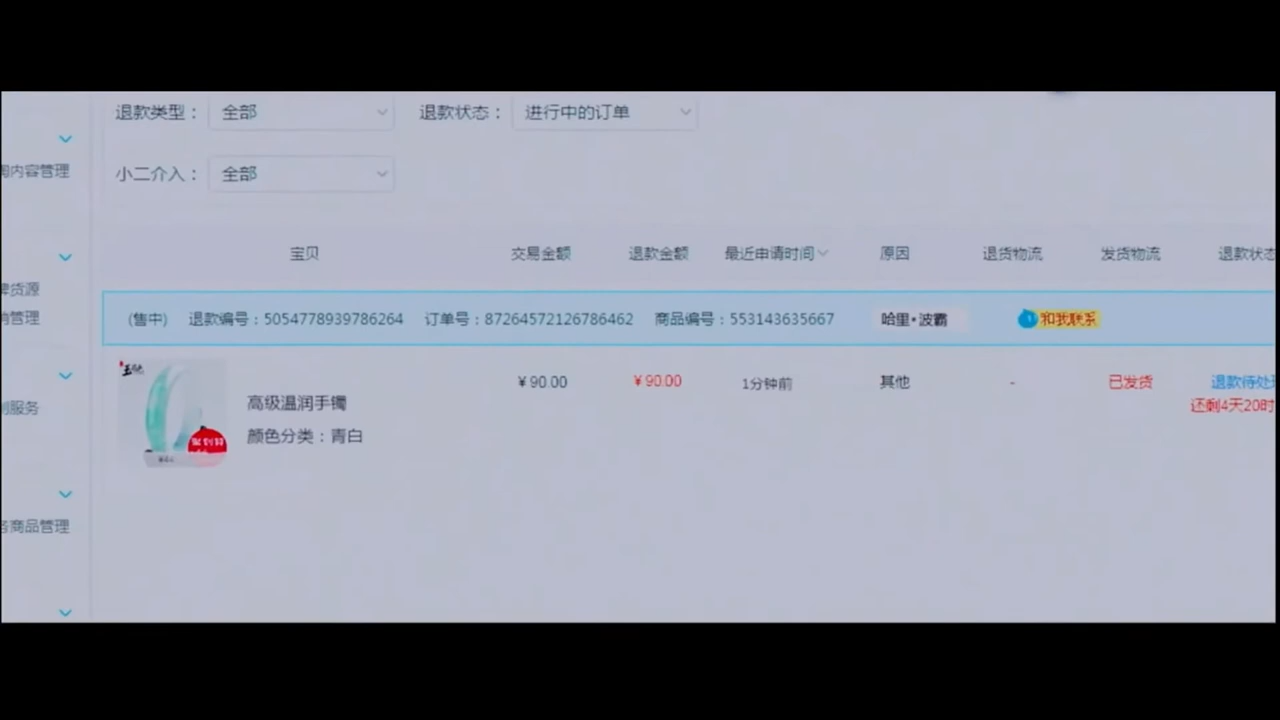 退款类型： 全部 退款状态： 进行中的订单
内容管理
小二介入： 全部
宝贝 交易金额 退款金额 最近申请时间 原因 退货物流 发货物流 退款状态
货源
管理
(售中) 退款编号：5054778939786264 订单号：87264572126786462 商品编号：553143635667 哈里·波霸 和我联系
¥90.00 ¥90.00 1分钟前 其他 - 已发货 退款待处理
高级温润手镯 还剩4天20时
服务
颜色分类：青白
商品管理